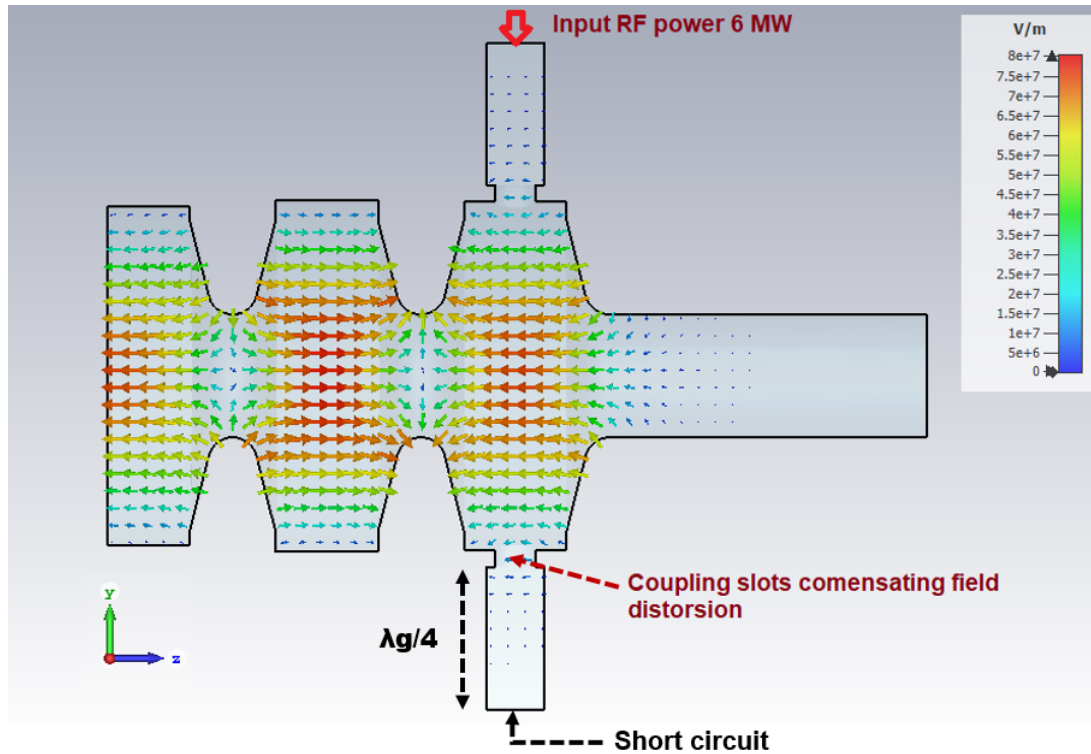 Input RF power 6 MW
V/m
8e+7
7.5e+7
7e+7
6.5e+7
6e+7
5.5e+7
5e+7
4.5e+7
4e+7
3.5e+7
3e+7
2.5e+7
2e+7
1.5e+7
1e+7
5e+6
0
Coupling slots comensating field
distorsion
λg/4
y
z
Short circuit